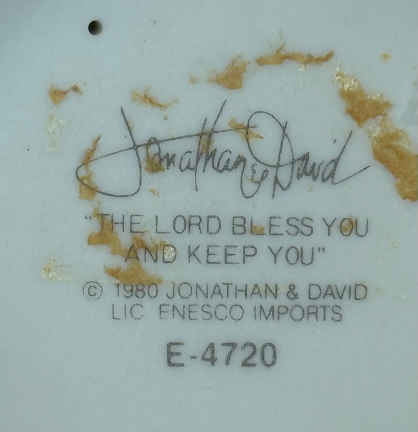 Jonathan & David
"THE LORD BLESS YOU
AND KEEP YOU"
© 1980 JONATHAN & DAVID
LIC ENESCO IMPORTS
E-4720